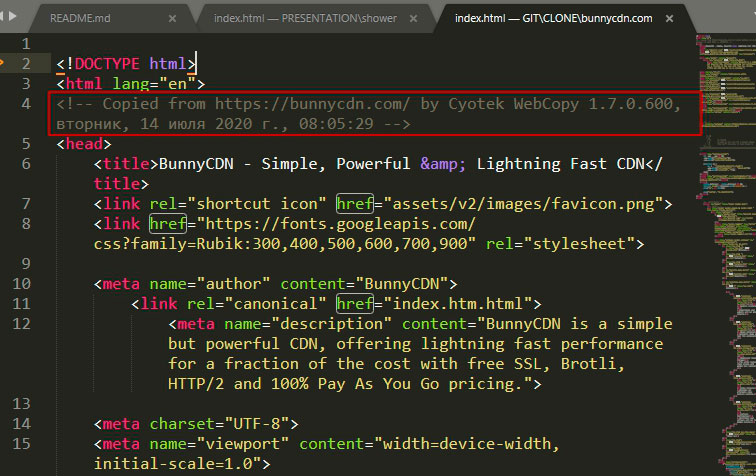 README.md × index.html — PRESENTATION\shower × index.html — GIT\CLONE\bunnycdn.com ×
1
2 <!DOCTYPE html>
3 <html lang="en">
4 <!-- Copied from https://bunnycdn.com/ by Cyotek WebCopy 1.7.0.600,
вторник, 14 июля 2020 г., 08:05:29 -->
5 <head>
6 <title>BunnyCDN - Simple, Powerful &amp; Lightning Fast CDN</
title>
7 <link rel="shortcut icon" href="assets/v2/images/favicon.png">
8 <link href="https://fonts.googleapis.com/
css?family=Rubik:300,400,500,600,700,900" rel="stylesheet">
9
10 <meta name="author" content="BunnyCDN">
11 <link rel="canonical" href="index.htm.html">
12 <meta name="description" content="BunnyCDN is a simple
but powerful CDN, offering lightning fast performance
for a fraction of the cost with free SSL, Brotli,
HTTP/2 and 100% Pay As You Go pricing.">
13
14 <meta charset="UTF-8">
15 <meta name="viewport" content="width=device-width,
initial-scale=1.0">